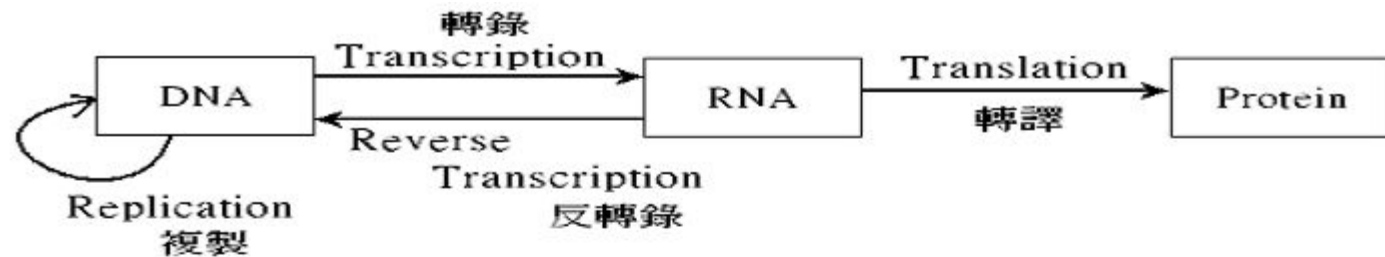 轉錄
Transcription
DNA
RNA
Translation
轉譯
Protein
Reverse
Transcription
反轉錄
Replication
複製